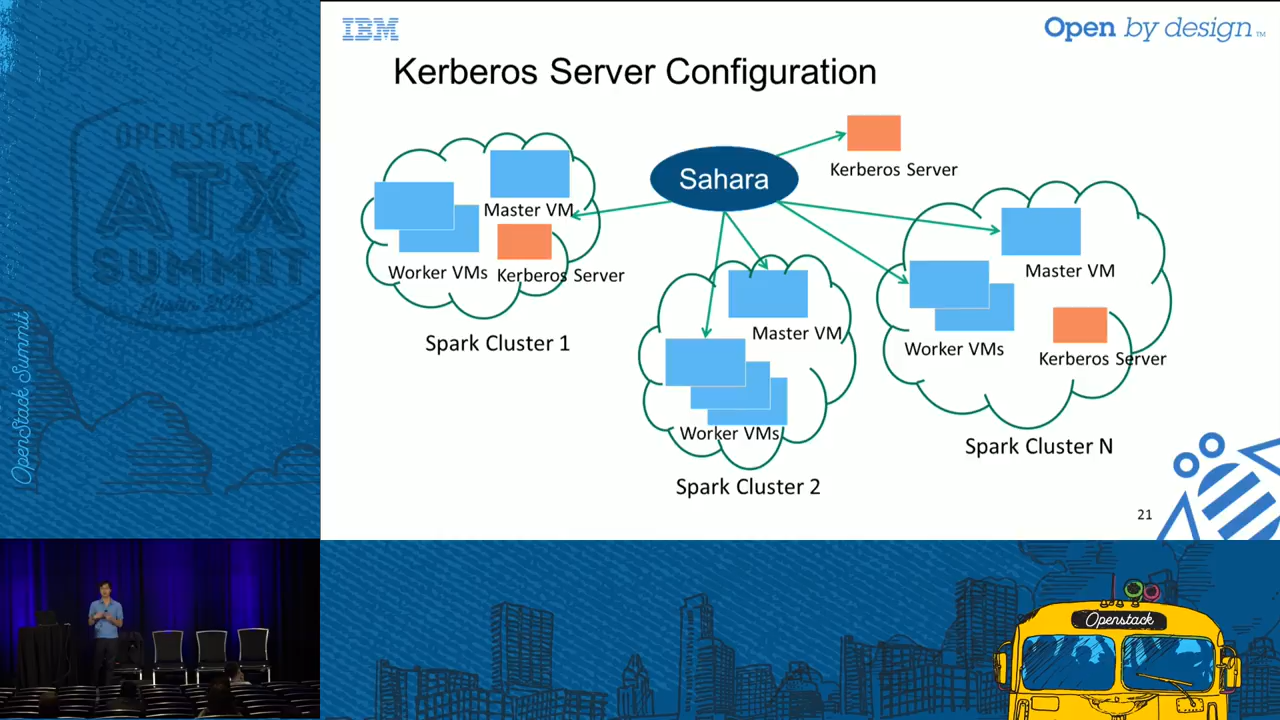 IBM
Open by design™
Kerberos Server Configuration
Sahara
Kerberos Server
Master VM
Worker VMs
Kerberos Server
Spark Cluster 1
Master VM
Worker VMs
Spark Cluster 2
Master VM
Worker VMs
Kerberos Server
Spark Cluster N
21
OPENSTACK
ATX
SUMMIT
OpenStack Summit
Openstack